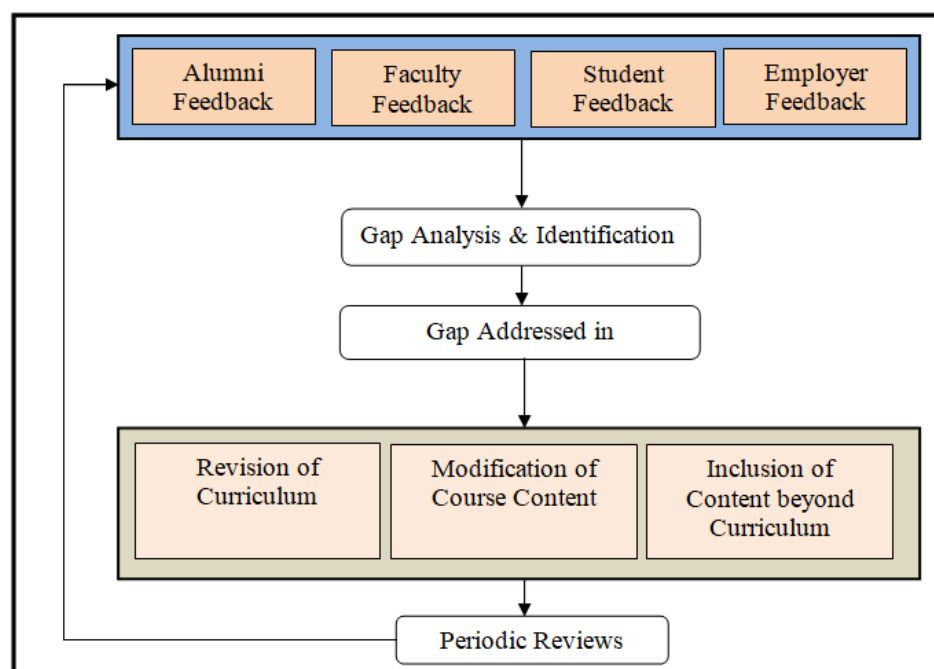 Alumni
Feedback
Faculty
Feedback
Student
Feedback
Employer
Feedback
Gap Analysis & Identification
Gap Addressed in
Revision of
Curriculum
Modification of
Course Content
Inclusion of
Content beyond
Curriculum
Periodic Reviews